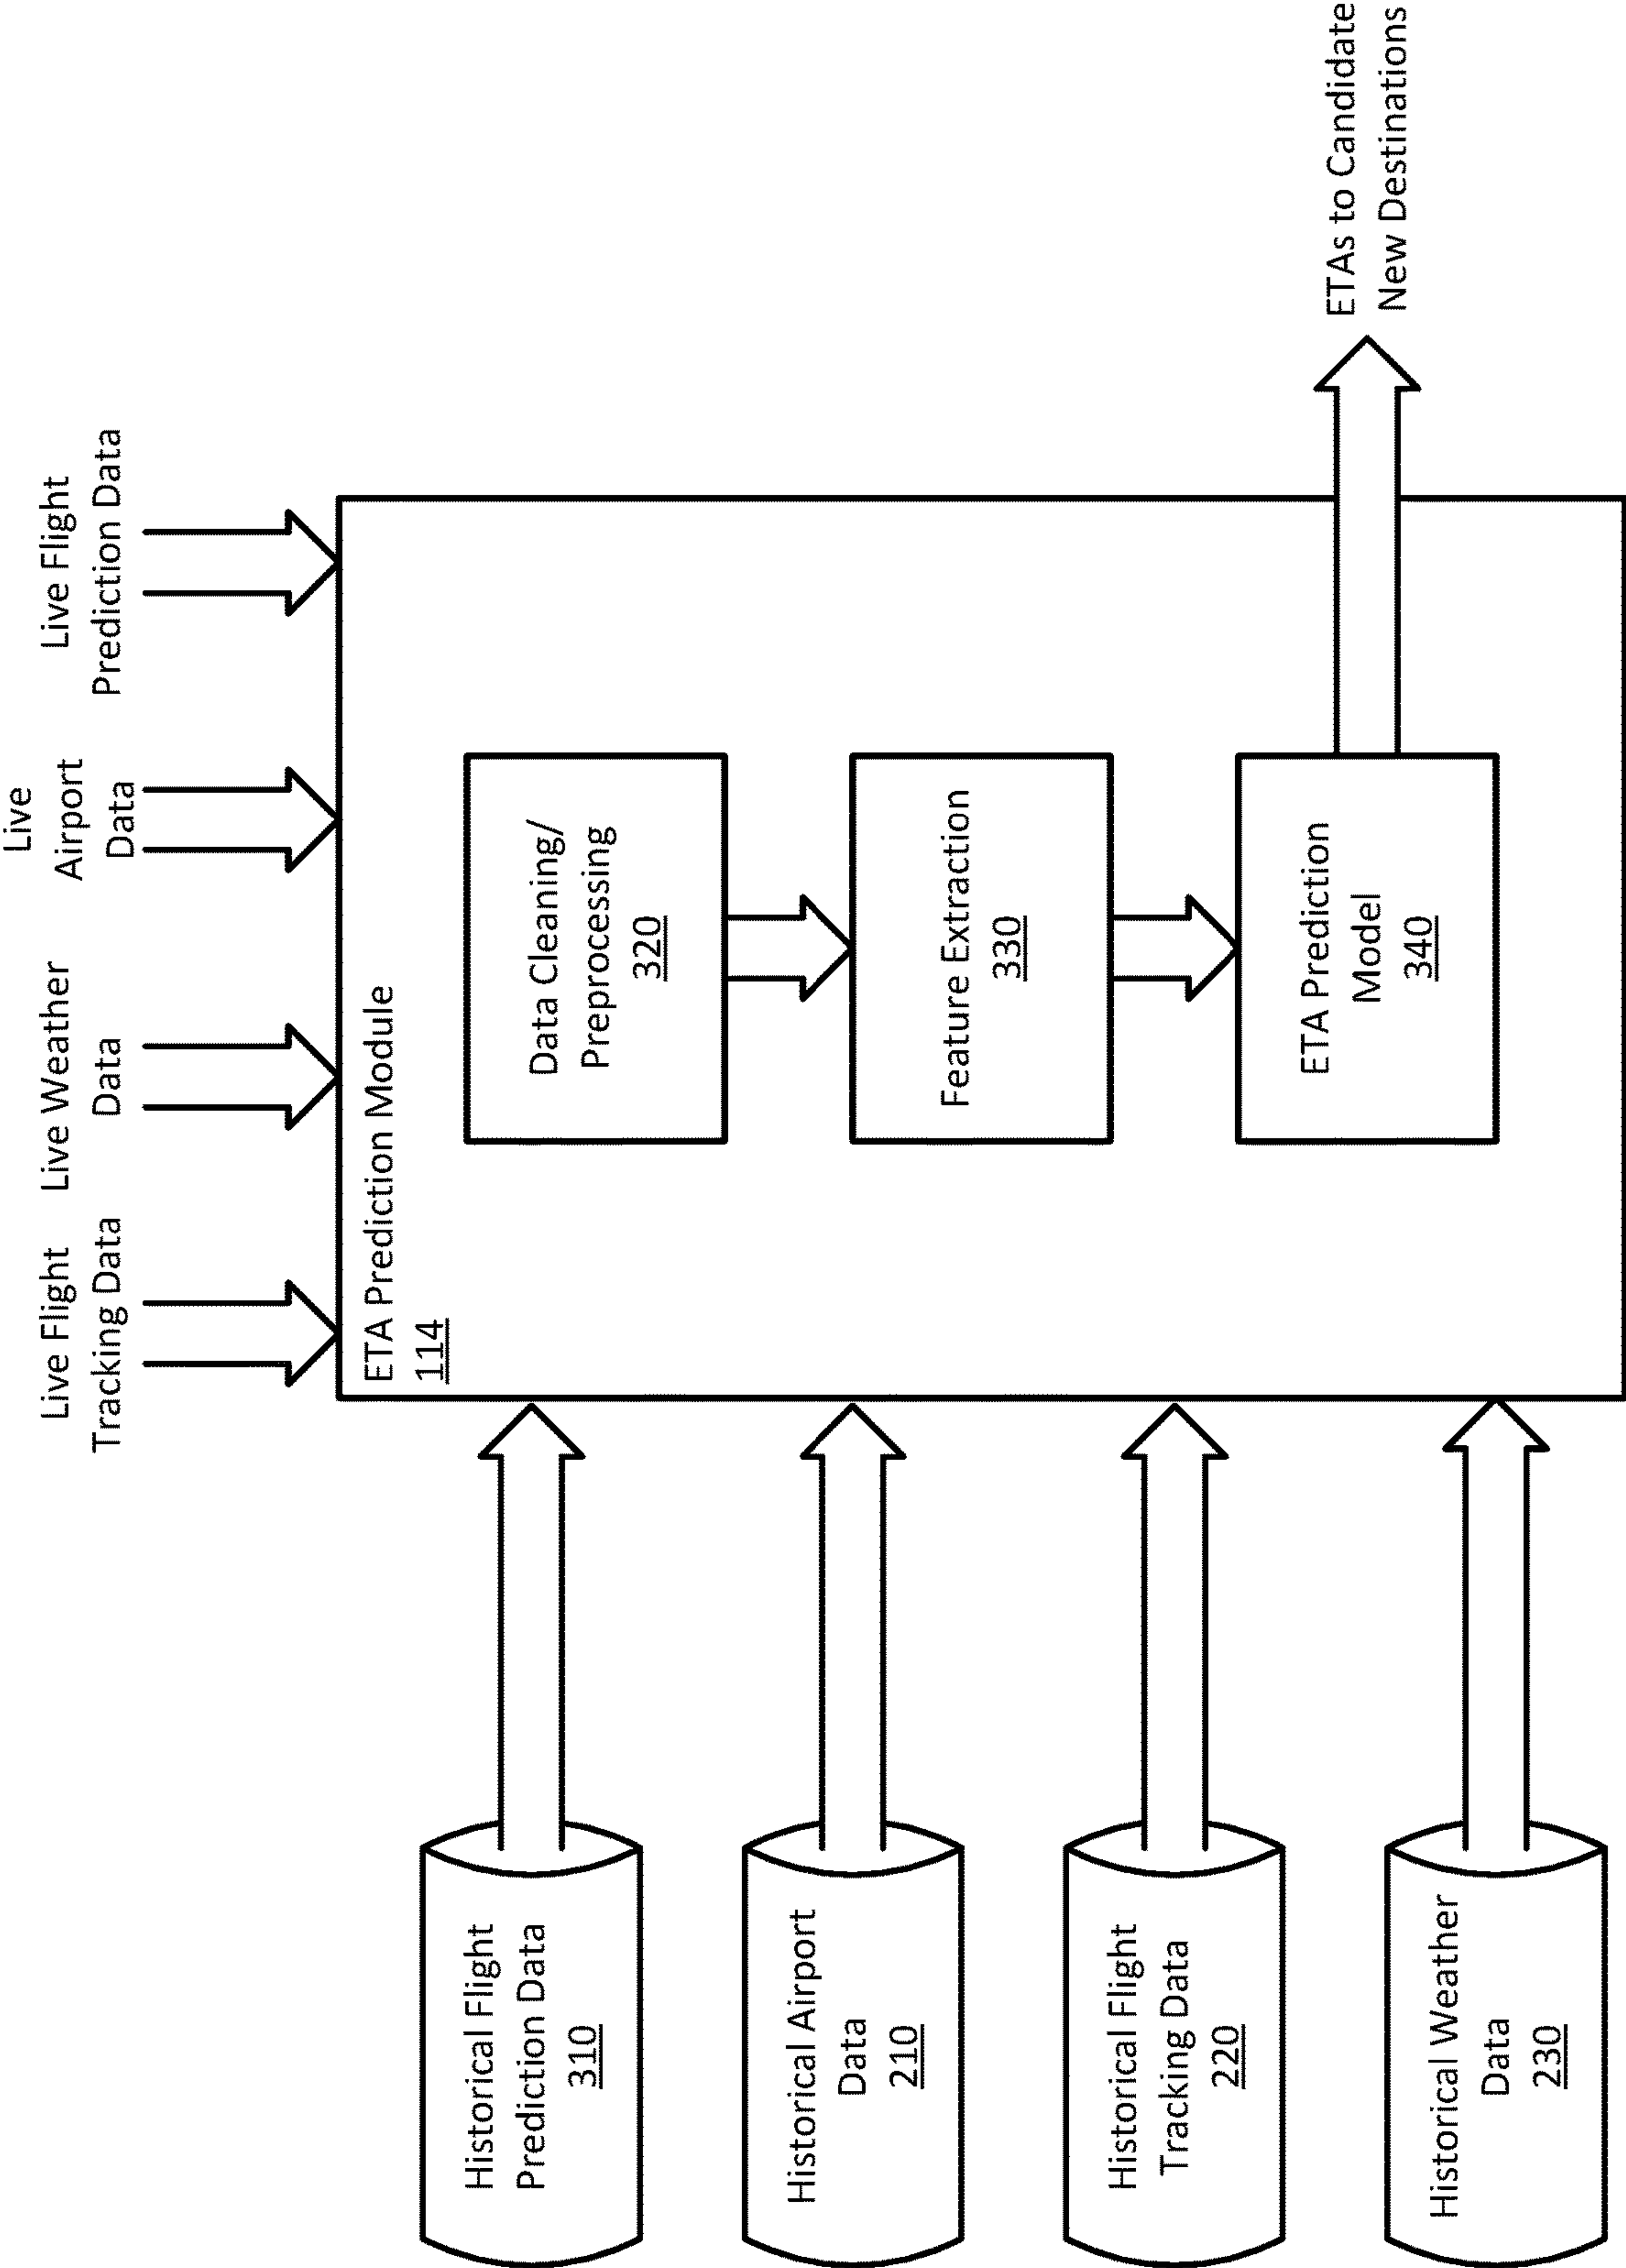 Live Flight
Tracking Data
Live Weather
Data
Live
Airport
Data
Live Flight
Prediction Data
ETA Prediction Module
114
Historical Flight
Prediction Data
310
Data Cleaning/
Preprocessing
320
Historical Airport
Data
210
Feature Extraction
330
Historical Flight
Tracking Data
220
ETA Prediction
Model
340
ETAs to Candidate
New Destinations
Historical Weather
Data
230